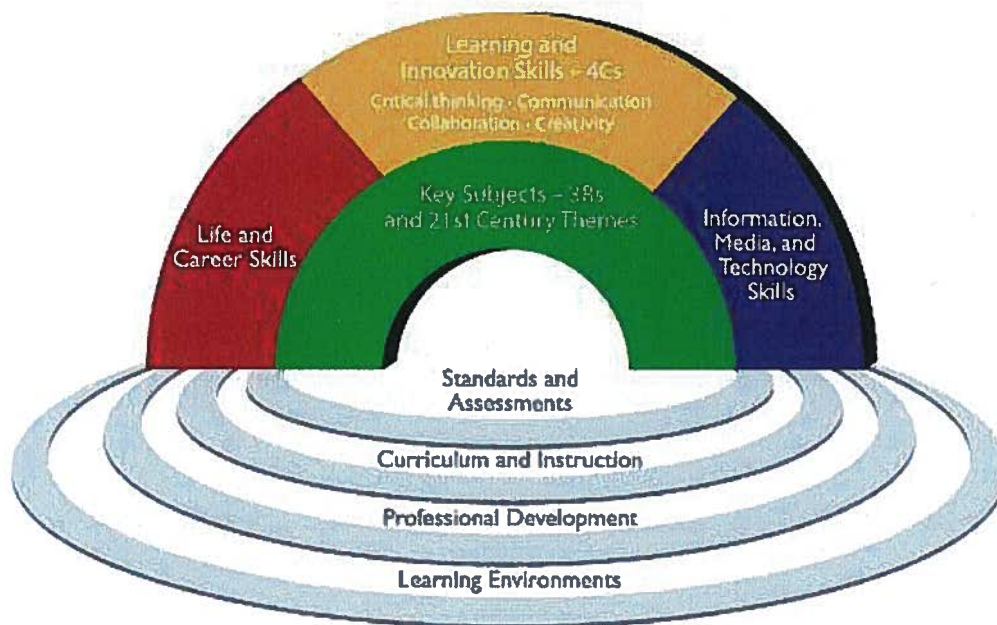 Learning and
Innovation Skills – 4Cs
Critical thinking • Communication
Collaboration • Creativity
Key Subjects – 3Rs
and 21st Century Themes
Life and
Career Skills
Information,
Media, and
Technology
Skills
Standards and
Assessments
Curriculum and Instruction
Professional Development
Learning Environments